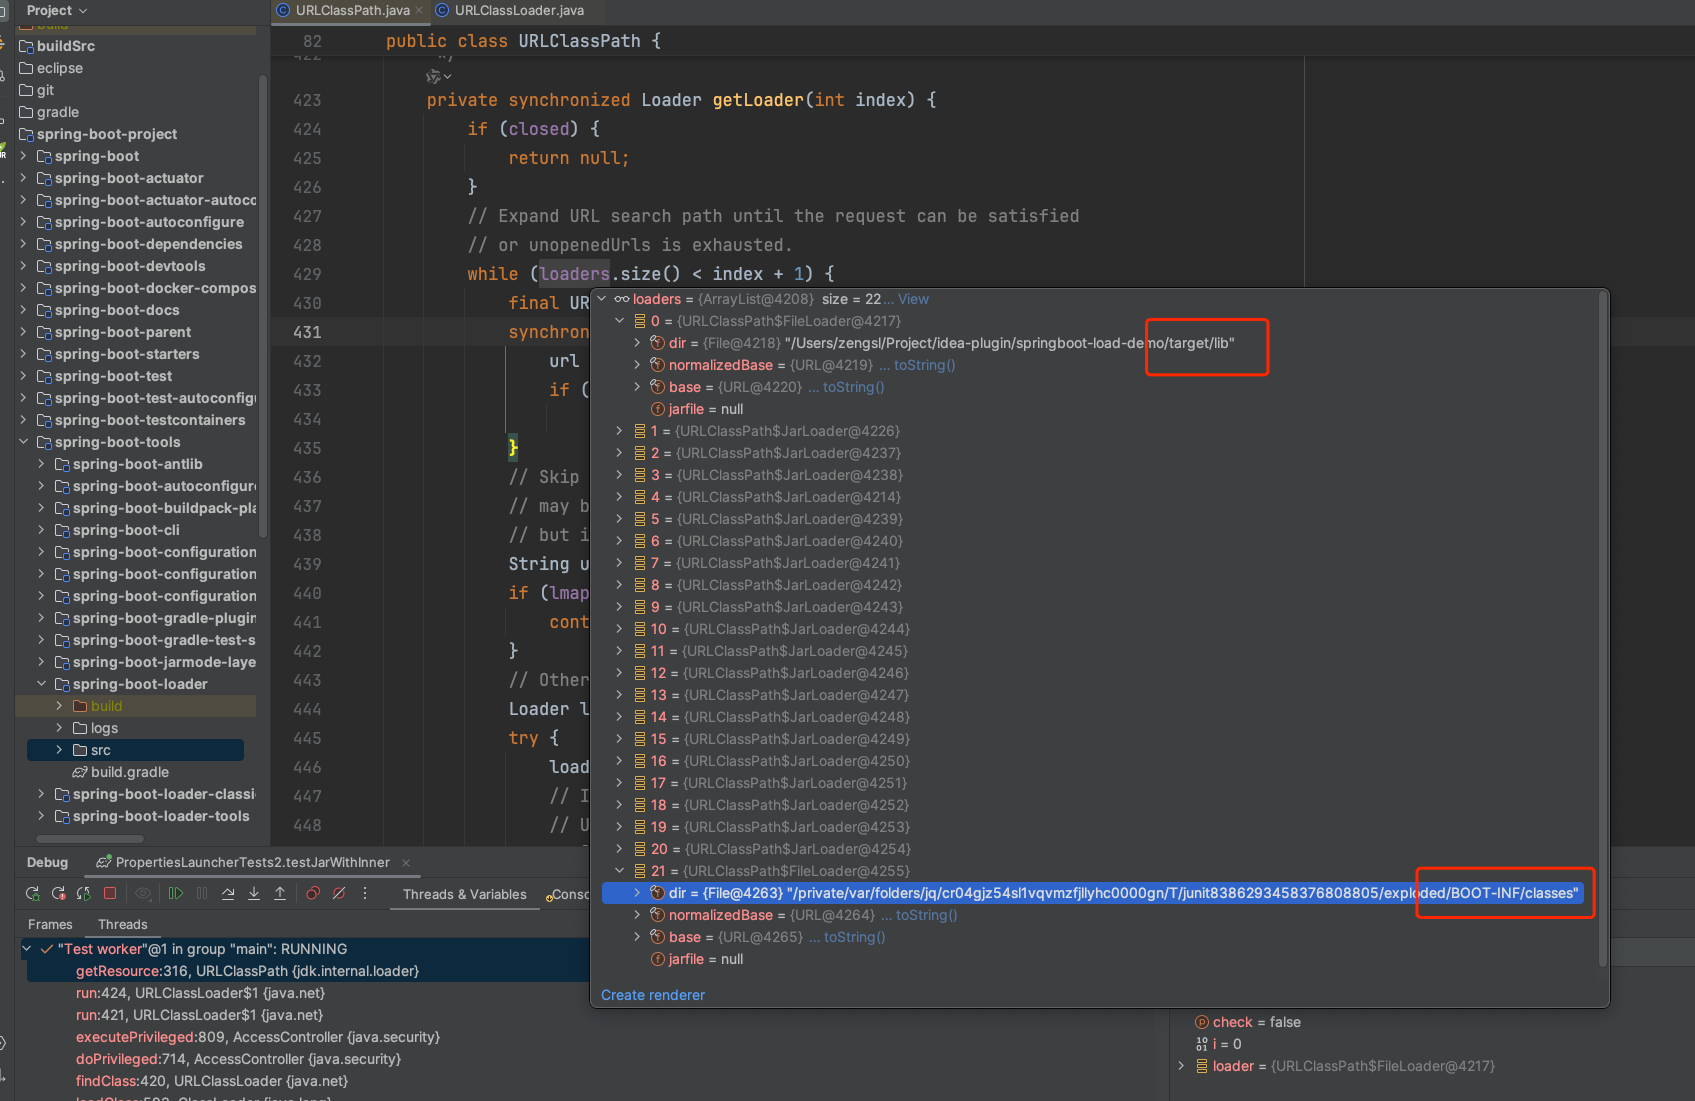 Project
URLClassPath.java
URLClassLoader.java
build
buildSrc
eclipse
git
gradle
spring-boot-project
spring-boot
spring-boot-actuator
spring-boot-actuator-autoco
spring-boot-autoconfigure
spring-boot-dependencies
spring-boot-devtools
spring-boot-docker-compos
spring-boot-docs
spring-boot-parent
spring-boot-starters
spring-boot-test
spring-boot-test-autoconfig
spring-boot-testcontainers
spring-boot-tools
spring-boot-antlib
spring-boot-autoconfigure
spring-boot-buildpack-pla
spring-boot-cli
spring-boot-configuration
spring-boot-configuration
spring-boot-configuration
spring-boot-gradle-plugin
spring-boot-gradle-test-s
spring-boot-jarmode-laye
spring-boot-loader
build
logs
src
build.gradle
spring-boot-loader-classi
spring-boot-loader-tools
82 public class URLClassPath {
422 */
423 private synchronized Loader getLoader(int index) {
424 if (closed) {
425 return null;
426 }
427 // Expand URL search path until the request can be satisfied
428 // or unopenedUrls is exhausted.
429 while (loaders.size() < index + 1) {
430 final UR
431 synchron
432 url
433 if (
434
435 }
436 // Skip
437 // may b
438 // but i
439 String u
440 if (lmap
441 cont
442 }
443 // Other
444 Loader l
445 try {
446 load
447 // I
448 // U
loaders = {ArrayList@4208} size = 22 ... View
0 = {URLClassPath$FileLoader@4217}
dir = {File@4218} "/Users/zengsl/Project/idea-plugin/springboot-load-demo/target/lib"
normalizedBase = {URL@4219} ... toString()
base = {URL@4220} ... toString()
jarfile = null
1 = {URLClassPath$JarLoader@4226}
2 = {URLClassPath$JarLoader@4237}
3 = {URLClassPath$JarLoader@4238}
4 = {URLClassPath$JarLoader@4214}
5 = {URLClassPath$JarLoader@4239}
6 = {URLClassPath$JarLoader@4240}
7 = {URLClassPath$JarLoader@4241}
8 = {URLClassPath$JarLoader@4242}
9 = {URLClassPath$JarLoader@4243}
10 = {URLClassPath$JarLoader@4244}
11 = {URLClassPath$JarLoader@4245}
12 = {URLClassPath$JarLoader@4246}
13 = {URLClassPath$JarLoader@4247}
14 = {URLClassPath$JarLoader@4248}
15 = {URLClassPath$JarLoader@4249}
16 = {URLClassPath$JarLoader@4250}
17 = {URLClassPath$JarLoader@4251}
18 = {URLClassPath$JarLoader@4252}
19 = {URLClassPath$JarLoader@4253}
20 = {URLClassPath$JarLoader@4254}
21 = {URLClassPath$FileLoader@4255}
dir = {File@4263} "/private/var/folders/jq/cr04gjz54sl1vqvmzfjllyhc0000gn/T/junit8386293458376808805/exploded/BOOT-INF/classes"
normalizedBase = {URL@4264} ... toString()
base = {URL@4265} ... toString()
jarfile = null
Create renderer
Debug
PropertiesLauncherTests2.testJarWithInner
Threads & Variables
Conso
Frames
Threads
"Test worker"@1 in group "main": RUNNING
getResource:316, URLClassPath {jdk.internal.loader}
run:424, URLClassLoader$1 {java.net}
run:421, URLClassLoader$1 {java.net}
executePrivileged:809, AccessController {java.security}
doPrivileged:714, AccessController {java.security}
findClass:420, URLClassLoader {java.net}
check = false
i = 0
loader = {URLClassPath$FileLoader@4217}